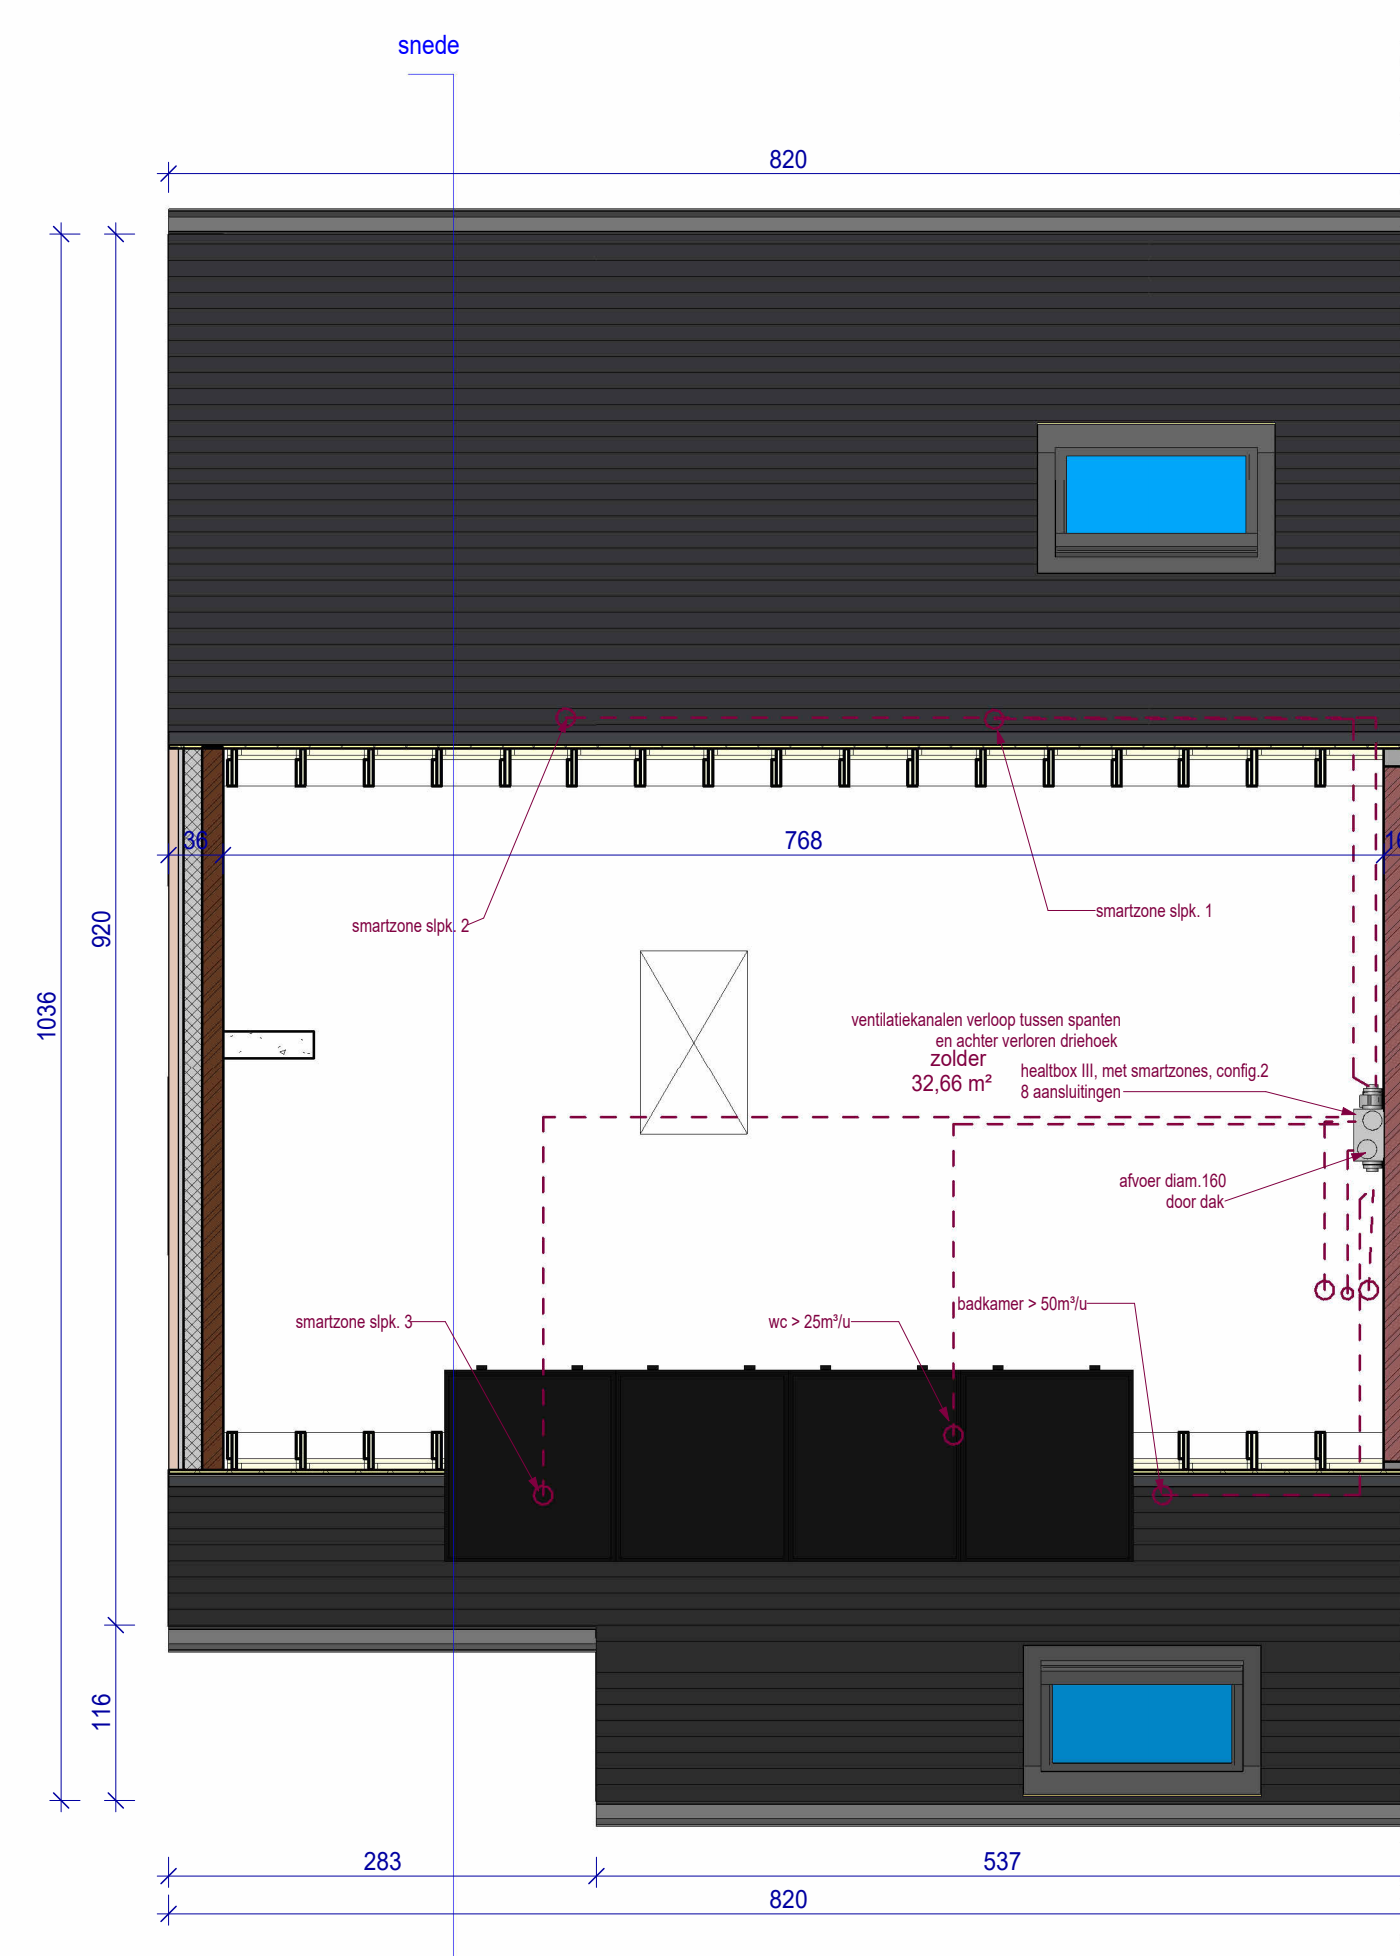 snede
820
36
768
smartzone slpk. 2
smartzone slpk. 1
920
1036
ventilatiekanalen verloop tussen spanten
en achter verloren driehoek
zolder
32,66 m²
healtbox III, met smartzones, config.2
8 aansluitingen
afvoer diam.160
door dak
badkamer > 50m³/u
smartzone slpk. 3
wc > 25m³/u
116
283
537
820